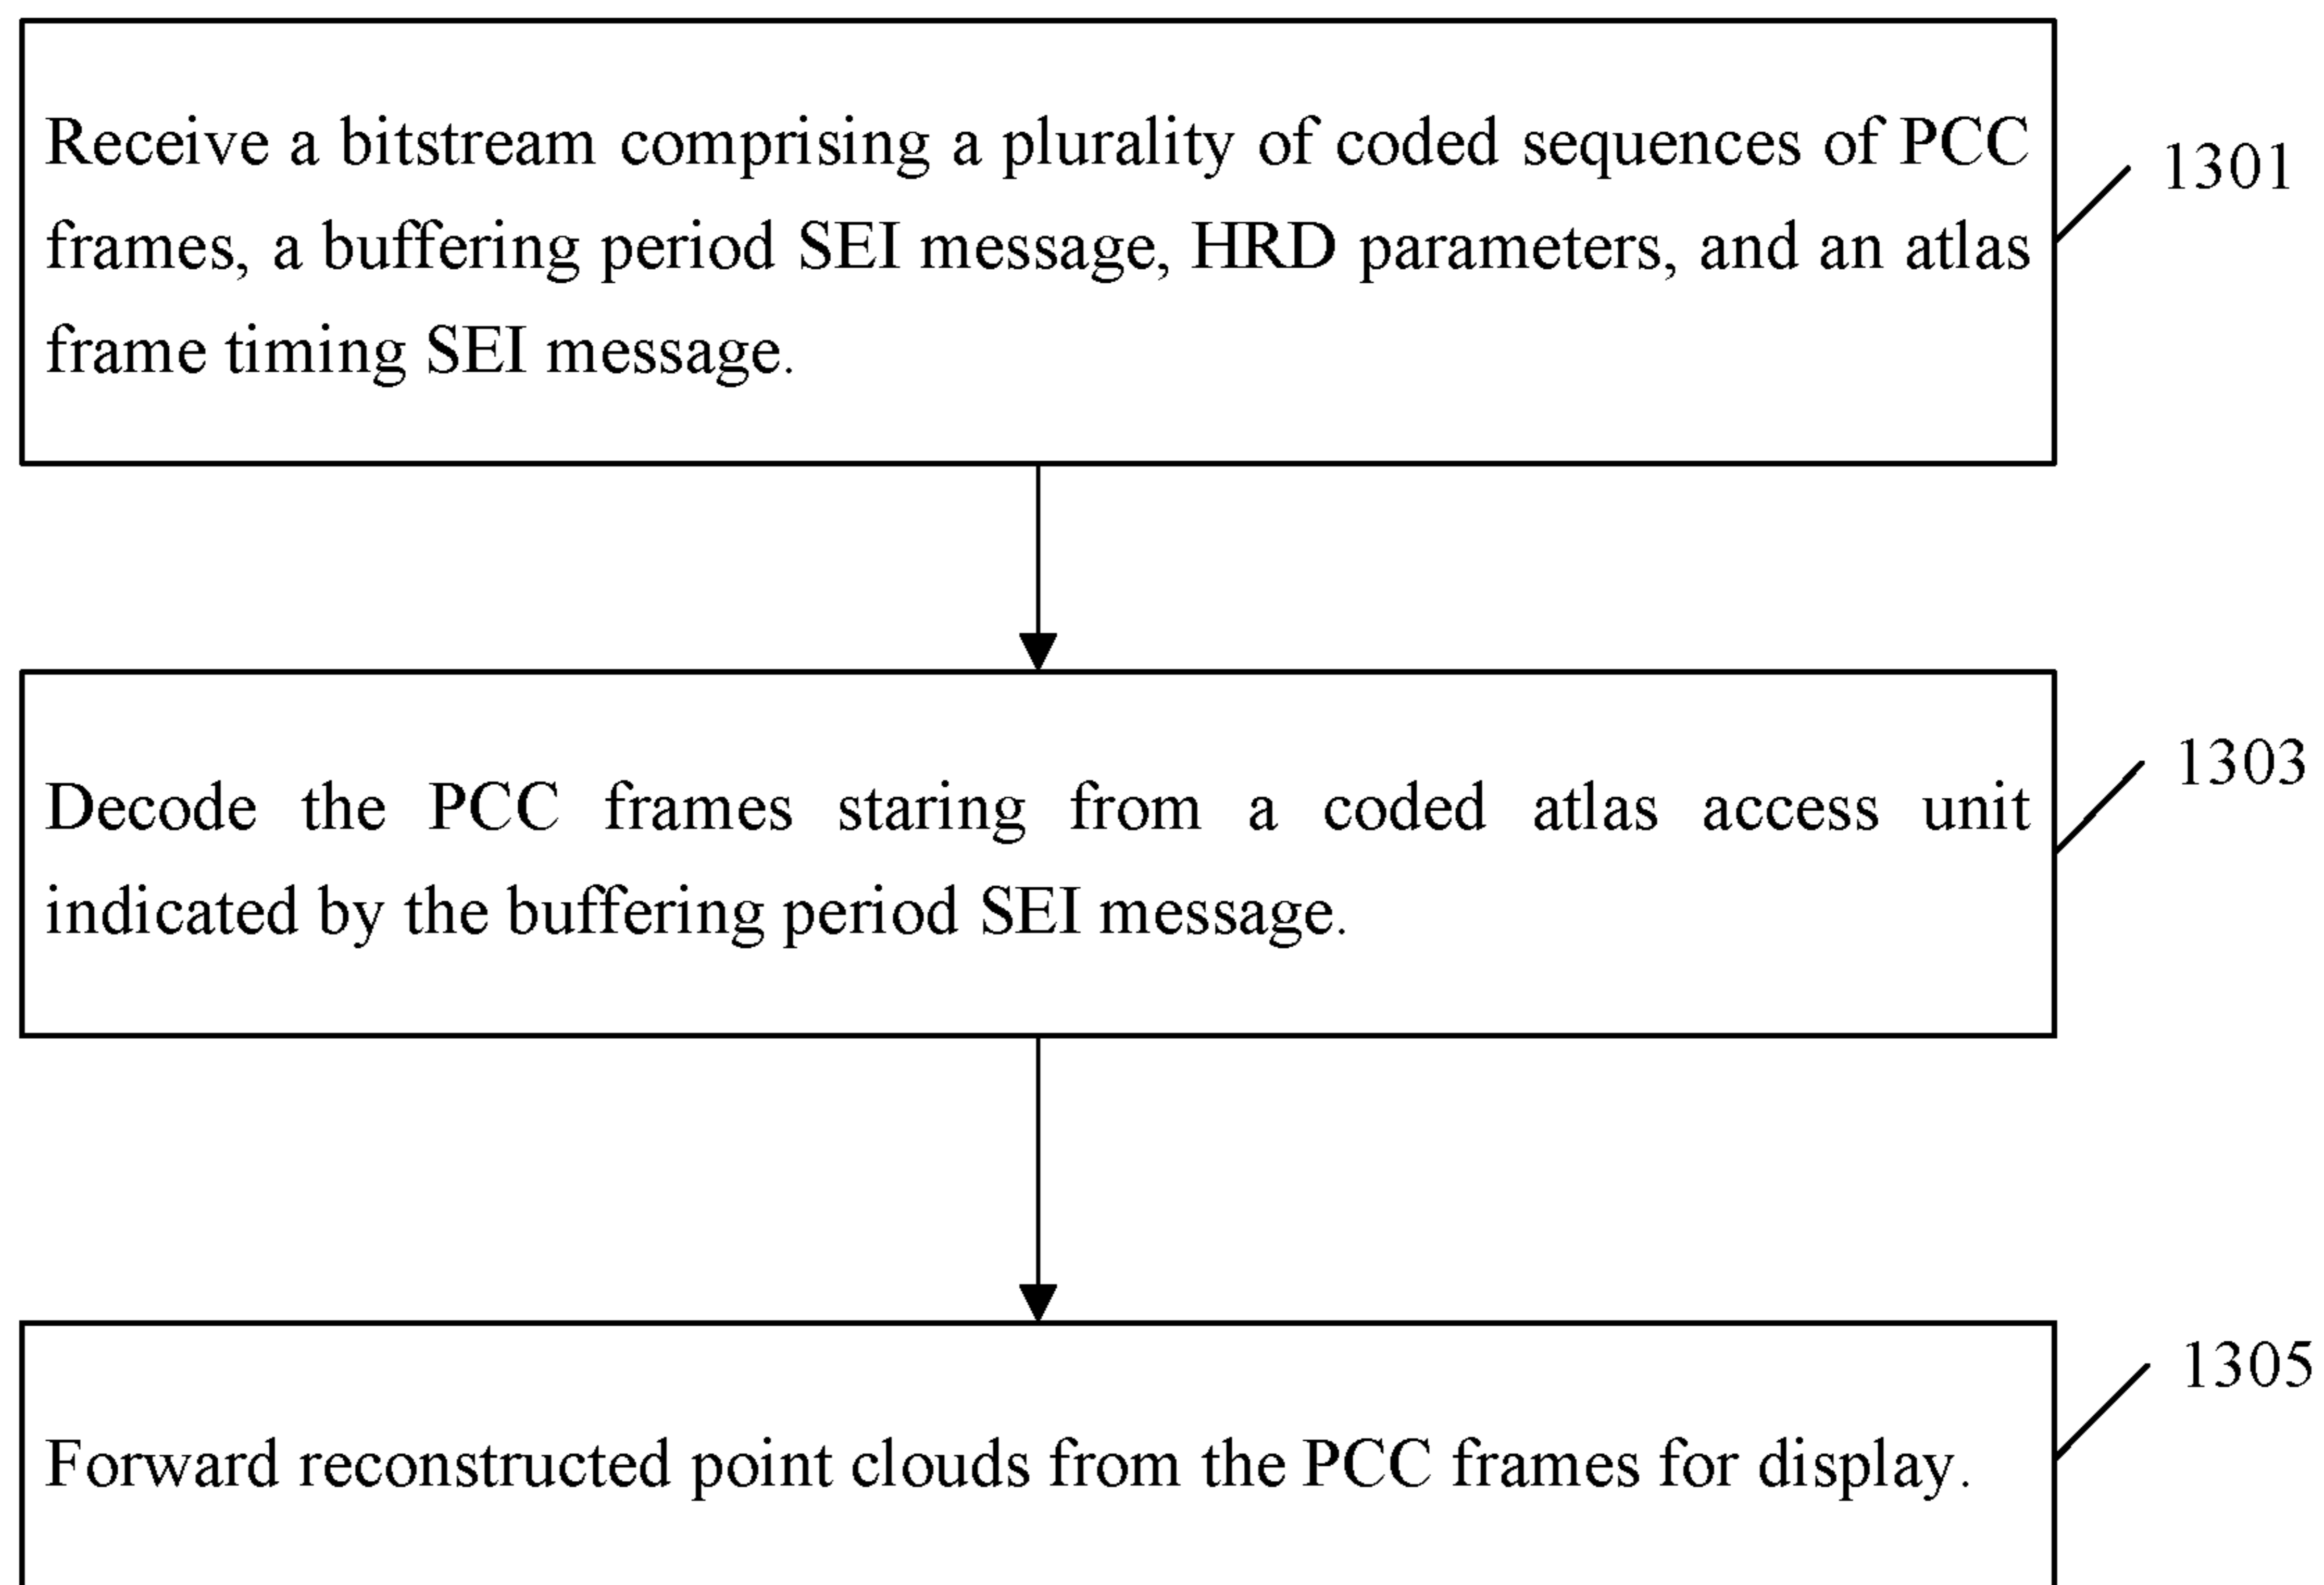 Receive a bitstream comprising a plurality of coded sequences of PCC
frames, a buffering period SEI message, HRD parameters, and an atlas
frame timing SEI message.
1301
Decode the PCC frames staring from a coded atlas access unit
indicated by the buffering period SEI message.
1303
Forward reconstructed point clouds from the PCC frames for display.
1305